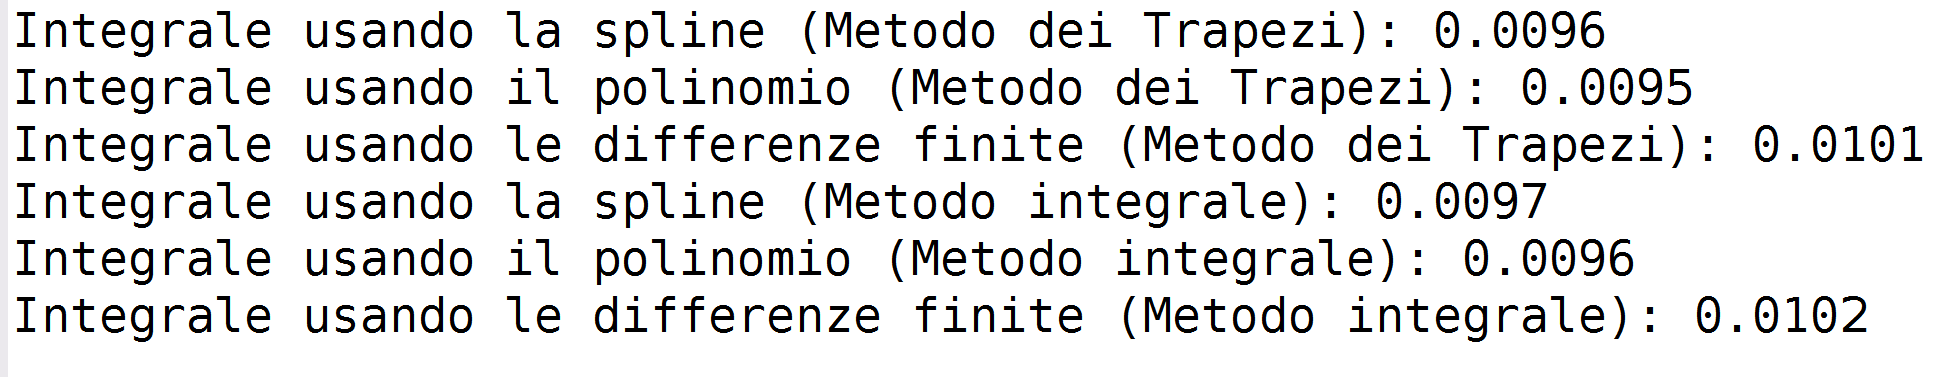 Integrale usando la spline (Metodo dei Trapezi): 0.0096
Integrale usando il polinomio (Metodo dei Trapezi): 0.0095
Integrale usando le differenze finite (Metodo dei Trapezi): 0.0101
Integrale usando la spline (Metodo integrale): 0.0097
Integrale usando il polinomio (Metodo integrale): 0.0096
Integrale usando le differenze finite (Metodo integrale): 0.0102